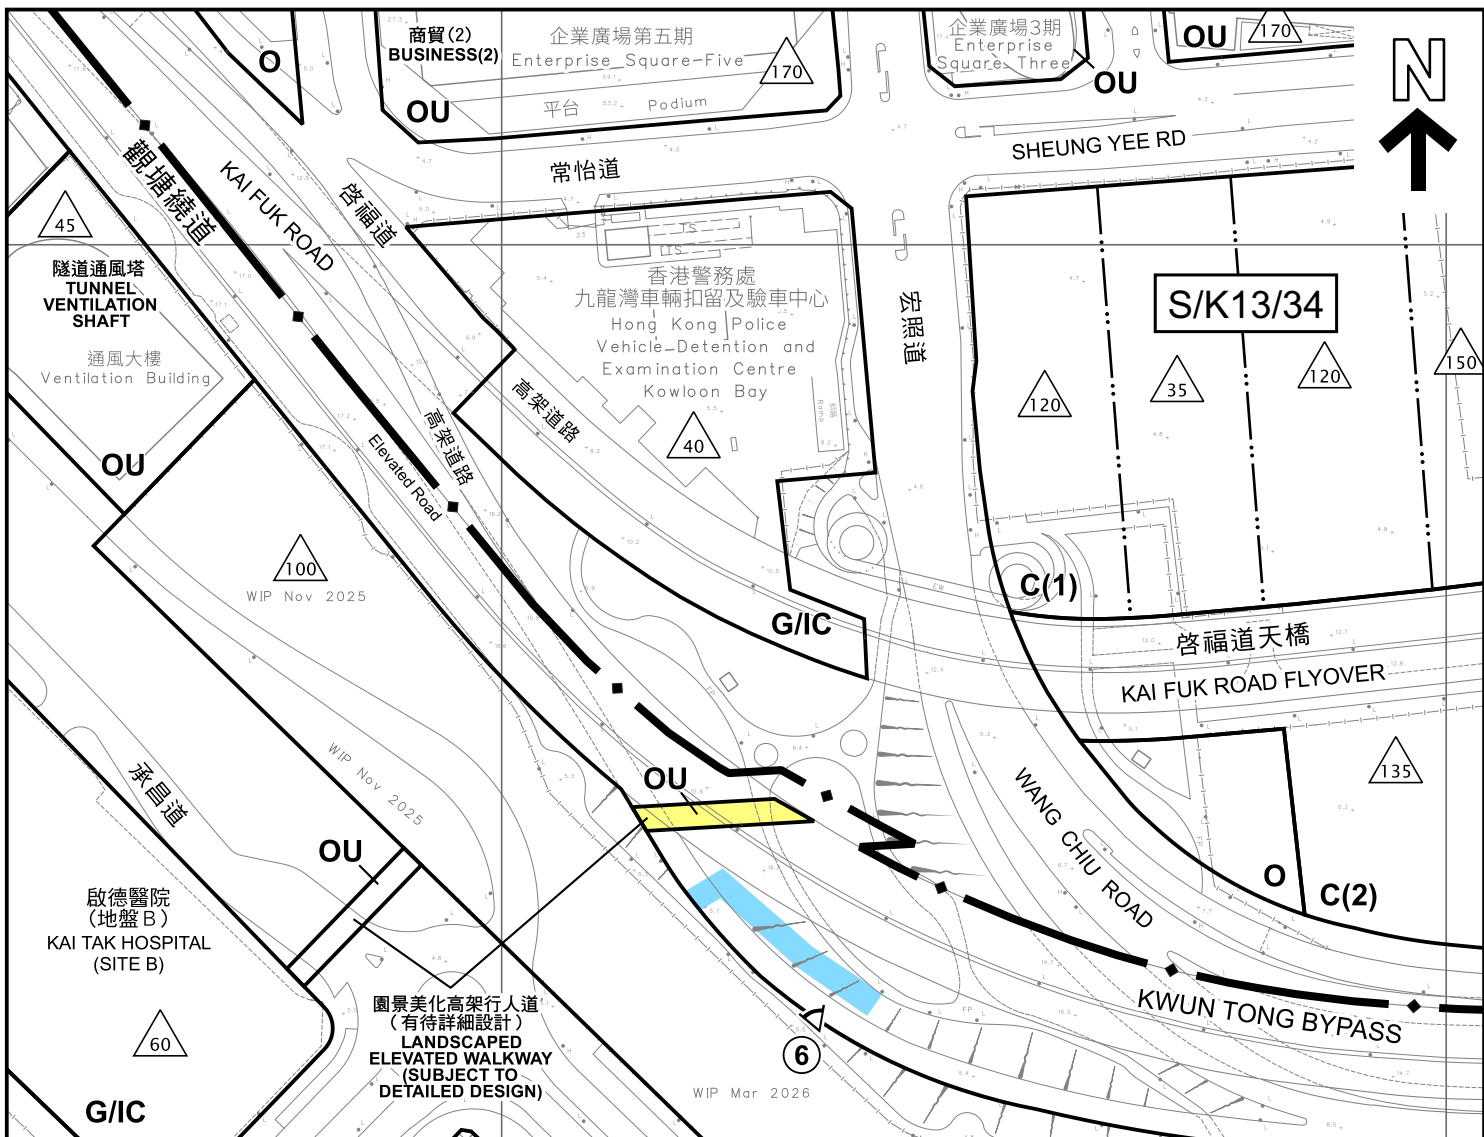 商貿(2)
BUSINESS(2)
企業廣場第五期
Enterprise Square-Five
企業廣場3期
Enterprise
Square Three
OU
170
O
170
OU
OU
平台
Podium
N
SHEUNG YEE RD
常怡道
觀塘繞道
KAI FUK ROAD
啓福道
45
隧道通風塔
TUNNEL
VENTILATION
SHAFT
通風大樓
Ventilation Building
OU
TS
TS
香港警務處
九龍灣車輛扣留及驗車中心
Hong Kong Police
Vehicle Detention and
Examination Centre
Kowloon Bay
40
斜路
Ramp
宏照道
S/K13/34
120
35
120
150
高架道路
高架道路
Elevated Road
100
WIP Nov 2025
G/IC
C(1)
EW
啓福道天橋
KAI FUK ROAD FLYOVER
FP
135
WIP Nov 2025
承昌道
OU
WANG CHIU ROAD
FP
O
C(2)
OU
啟德醫院
(地盤B)
KAI TAK HOSPITAL
(SITE B)
60
G/IC
園景美化高架行人道
(有待詳細設計)
LANDSCAPED
ELEVATED WALKWAY
(SUBJECT TO
DETAILED DESIGN)
KWUN TONG BYPASS
FP
6
WIP Mar 2026